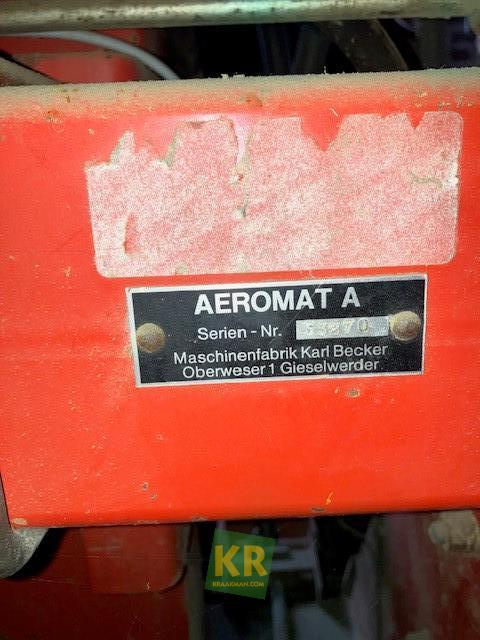 AEROMAT A
Serien - Nr.
Maschinenfabrik Karl Becker
Oberweser 1 Gieselwerder
KR
KRAAKMAN.COM